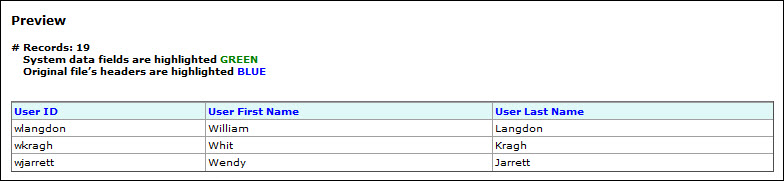 Preview
# Records: 19
System data fields are highlighted GREEN
Original file's headers are highlighted BLUE
User ID User First Name User Last Name
wlangdon William Langdon
wkragh Whit Kragh
wjarrett Wendy Jarrett